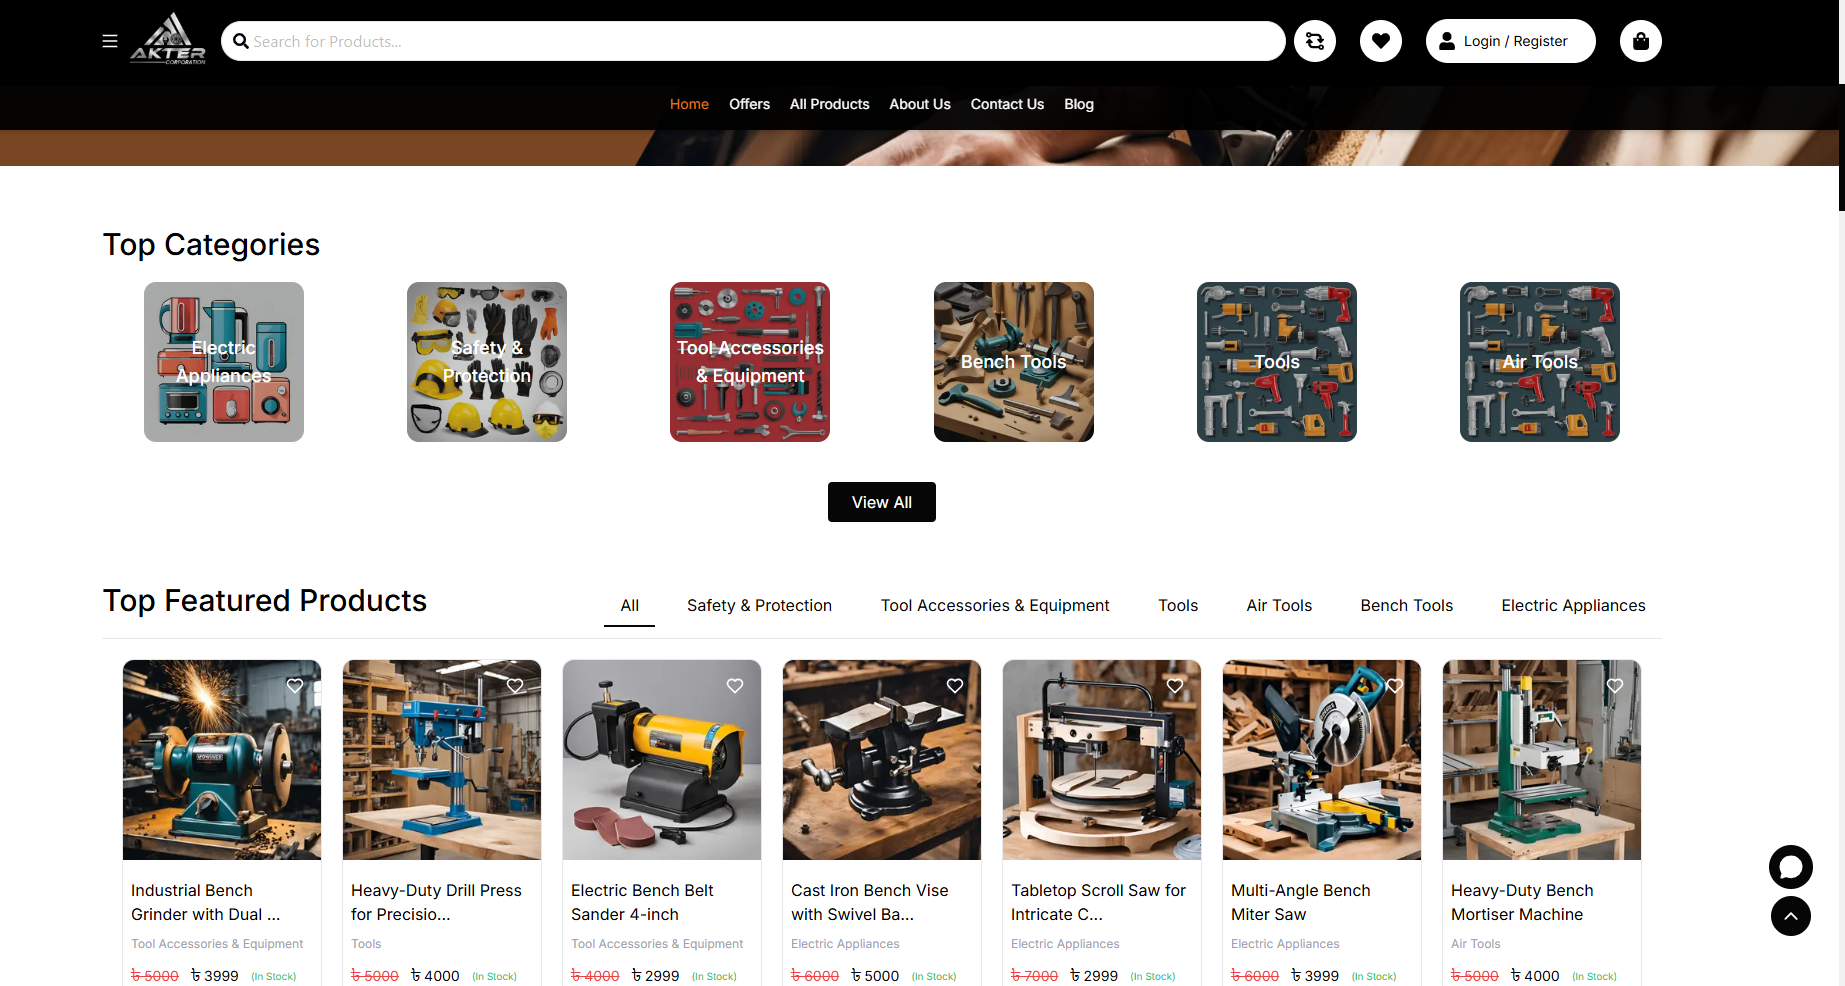 AKTER
CORPORATION
Search for Products...
Login / Register
Home Offers All Products About Us Contact Us Blog
Top Categories
Electric
Appliances
Safety &
Protection
Tool Accessories
& Equipment
Bench Tools
Tools
Air Tools
View All
Top Featured Products
All Safety & Protection Tool Accessories & Equipment Tools Air Tools Bench Tools Electric Appliances
Industrial Bench
Grinder with Dual ...
Tool Accessories & Equipment
৳ 5000 ৳ 3999 (In Stock)
Heavy-Duty Drill Press
for Precisio...
Tools
৳ 5000 ৳ 4000 (In Stock)
Electric Bench Belt
Sander 4-inch
Tool Accessories & Equipment
৳ 4000 ৳ 2999 (In Stock)
Cast Iron Bench Vise
with Swivel Ba...
Electric Appliances
৳ 6000 ৳ 5000 (In Stock)
Tabletop Scroll Saw for
Intricate C...
Electric Appliances
৳ 7000 ৳ 2999 (In Stock)
Multi-Angle Bench
Miter Saw
Electric Appliances
৳ 6000 ৳ 3999 (In Stock)
Heavy-Duty Bench
Mortiser Machine
Air Tools
৳ 5000 ৳ 4000 (In Stock)